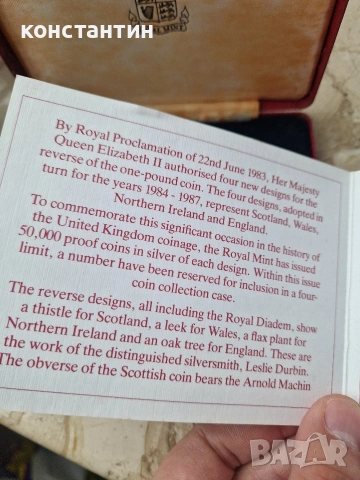 константин
ROYAL MINT
By Royal Proclamation of 22nd June 1983, Her Majesty
Queen Elizabeth II authorised four new designs for the
reverse of the one-pound coin. The four designs, adopted in
turn for the years 1984 - 1987, represent Scotland, Wales,
Northern Ireland and England.
To commemorate this significant occasion in the history of
the United Kingdom coinage, the Royal Mint has issued
50,000 proof coins in silver of each design. Within this issue
limit, a number have been reserved for inclusion in a four-
coin collection case.
The reverse designs, all including the Royal Diadem, show
a thistle for Scotland, a leek for Wales, a flax plant for
Northern Ireland and an oak tree for England. These are
the work of the distinguished silversmith, Leslie Durbin.
The obverse of the Scottish coin bears the Arnold Machin
BAZAR